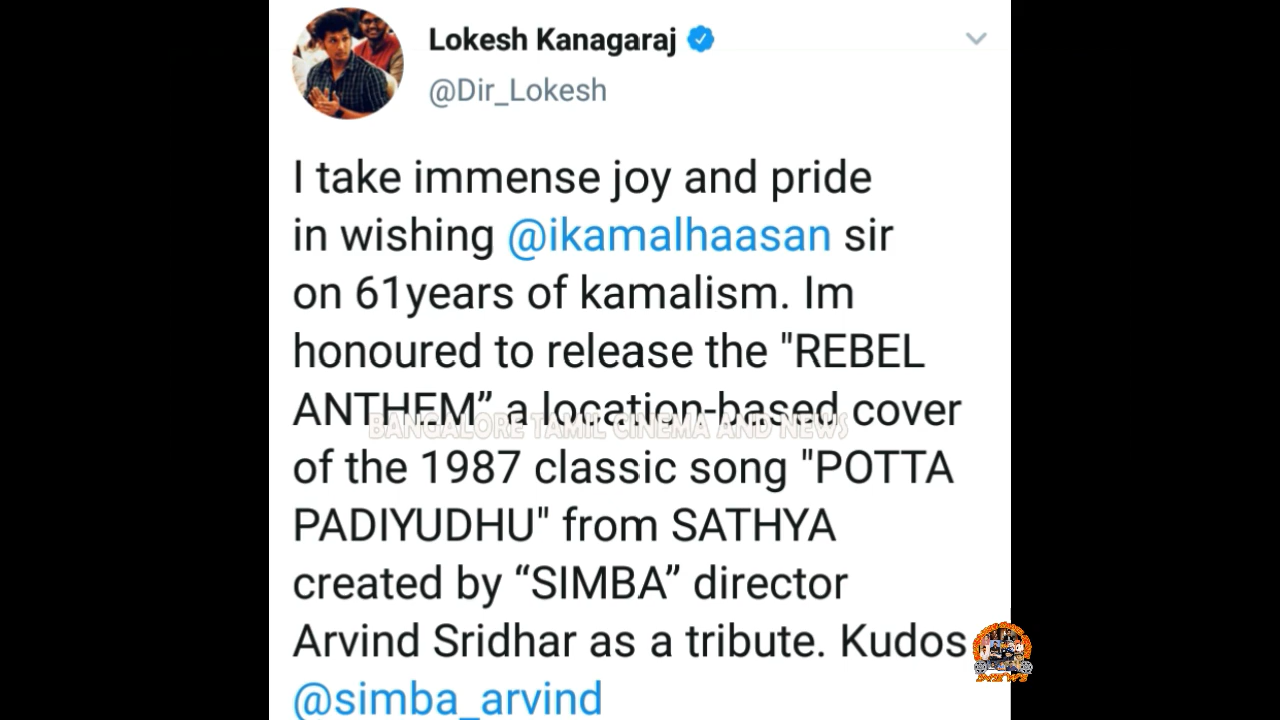 Lokesh Kanagaraj
@Dir_Lokesh
I take immense joy and pride
in wishing @ikamalhaasan sir
on 61years of kamalism. Im
honoured to release the "REBEL
ANTHEM” a location-based cover
BANGALORE TAMIL CINEMA AND NEWS
of the 1987 classic song "POTTA
PADIYUDHU" from SATHYA
created by “SIMBA” director
Arvind Sridhar as a tribute. Kudos
@simba_arvind